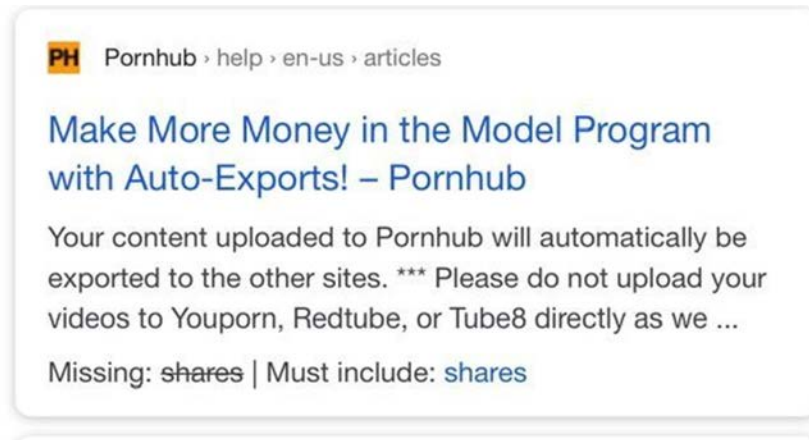 PH Pornhub › help › en-us › articles
Make More Money in the Model Program
with Auto-Exports! – Pornhub
Your content uploaded to Pornhub will automatically be
exported to the other sites. *** Please do not upload your
videos to Youporn, Redtube, or Tube8 directly as we ...
Missing: shares | Must include: shares